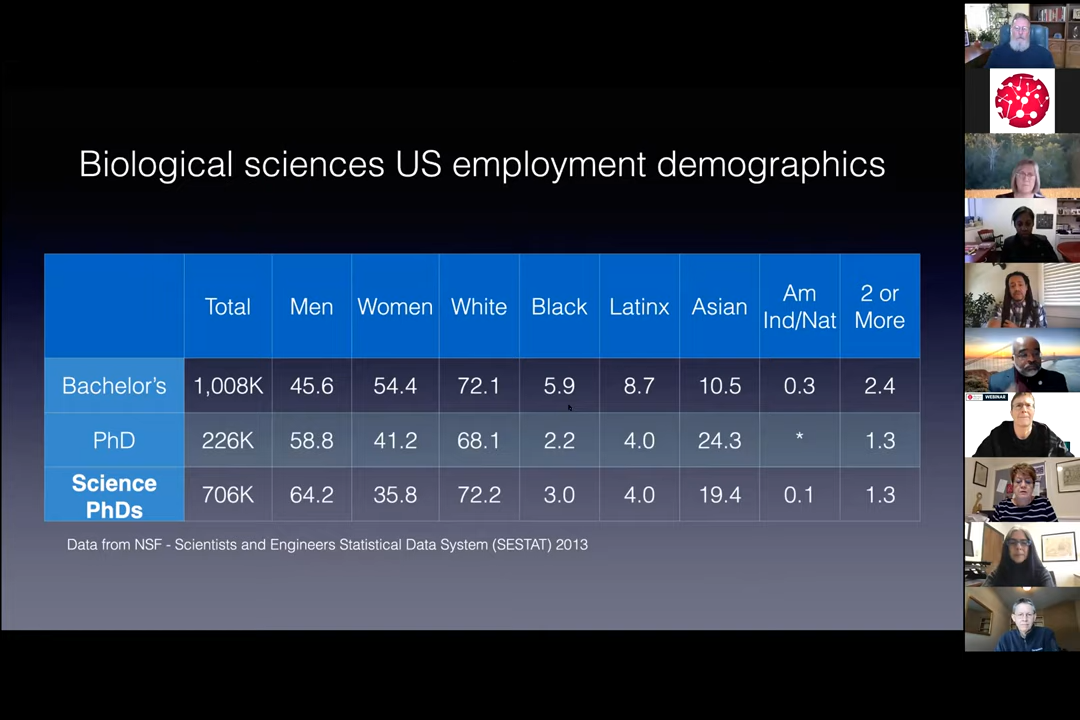 Biological sciences US employment demographics
Total Men Women White Black Latinx Asian Am Ind/Nat 2 or More
Bachelor's 1,008K 45.6 54.4 72.1 5.9 8.7 10.5 0.3 2.4
PhD 226K 58.8 41.2 68.1 2.2 4.0 24.3 * 1.3
Science PhDs 706K 64.2 35.8 72.2 3.0 4.0 19.4 0.1 1.3
Data from NSF - Scientists and Engineers Statistical Data System (SESTAT) 2013
WEBINAR